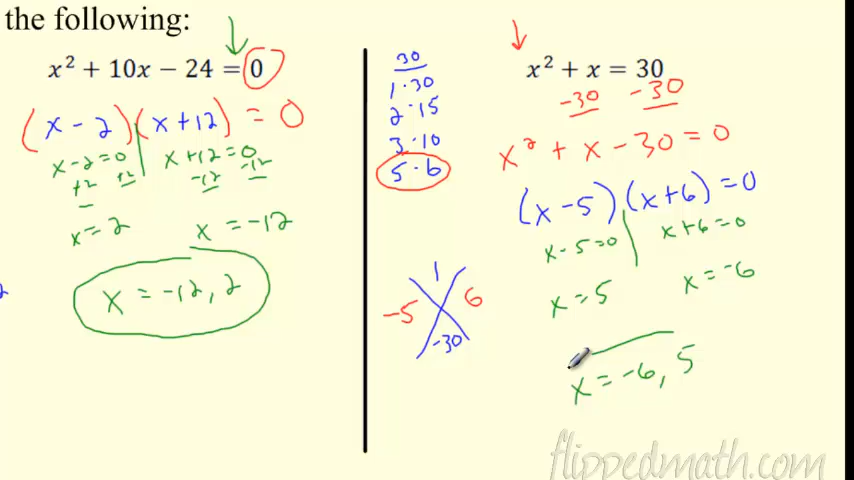 the following:
x² + 10x − 24 = 0
(x − 2)(x + 12) = 0
x − 2 = 0 x + 12 = 0
+2 +2 −12 −12
x = 2 x = −12
x = −12, 2
2
30
1 · 30
2 · 15
3 · 10
5 · 6
1
−5 6
−30
x² + x = 30
−30 −30
x² + x − 30 = 0
(x − 5)(x + 6) = 0
x − 5 = 0 x + 6 = 0
x = 5 x = −6
x = −6, 5
flippedmath.com